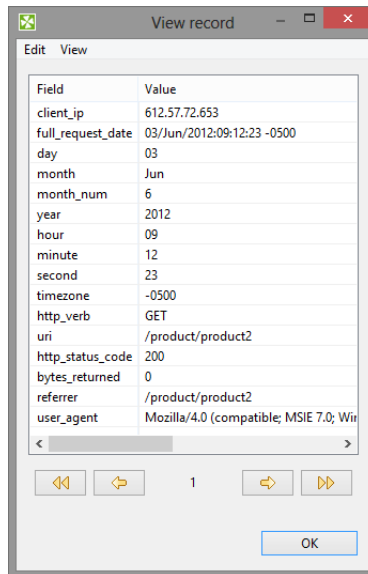 View record
Edit View
Field Value
client_ip 612.57.72.653
full_request_date 03/Jun/2012:09:12:23 -0500
day 03
month Jun
month_num 6
year 2012
hour 09
minute 12
second 23
timezone -0500
http_verb GET
uri /product/product2
http_status_code 200
bytes_returned 0
referrer /product/product2
user_agent Mozilla/4.0 (compatible; MSIE 7.0; Wir
1
OK